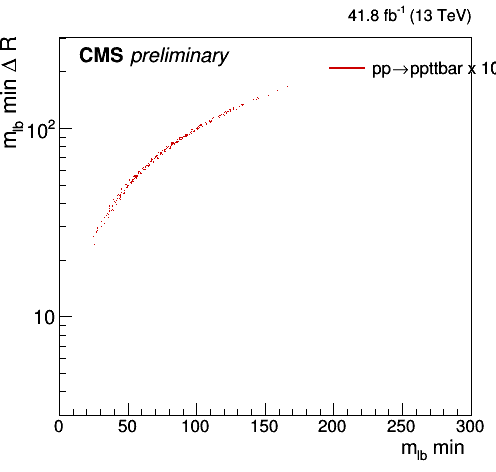 41.8 fb⁻¹ (13 TeV)
CMS preliminary
pp→ppttbar x 10
m_lb min Δ R
10²
10
0 50 100 150 200 250 300
m_lb min